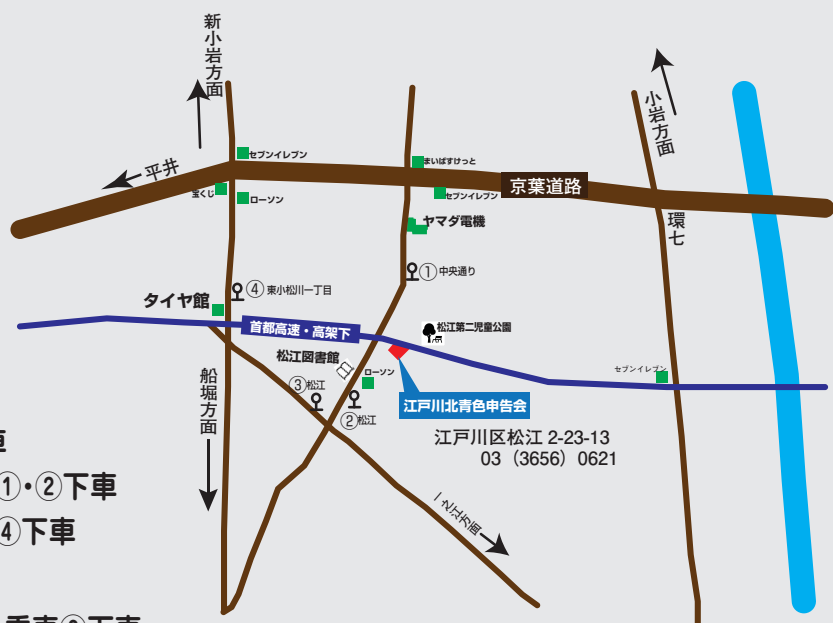 新小岩方面
小岩方面
セブンイレブン
まいばすけっと
平井
京葉道路
宝くじ
ローソン
セブンイレブン
ヤマダ電機
環七
①中央通り
④東小松川一丁目
タイヤ館
首都高速・高架下
松江第二児童公園
松江図書館
ローソン
セブンイレブン
船堀方面
③松江
②松江
江戸川北青色申告会
江戸川区松江 2-23-13
03（3656）0621
①・②下車
④下車
一之江方面
下車